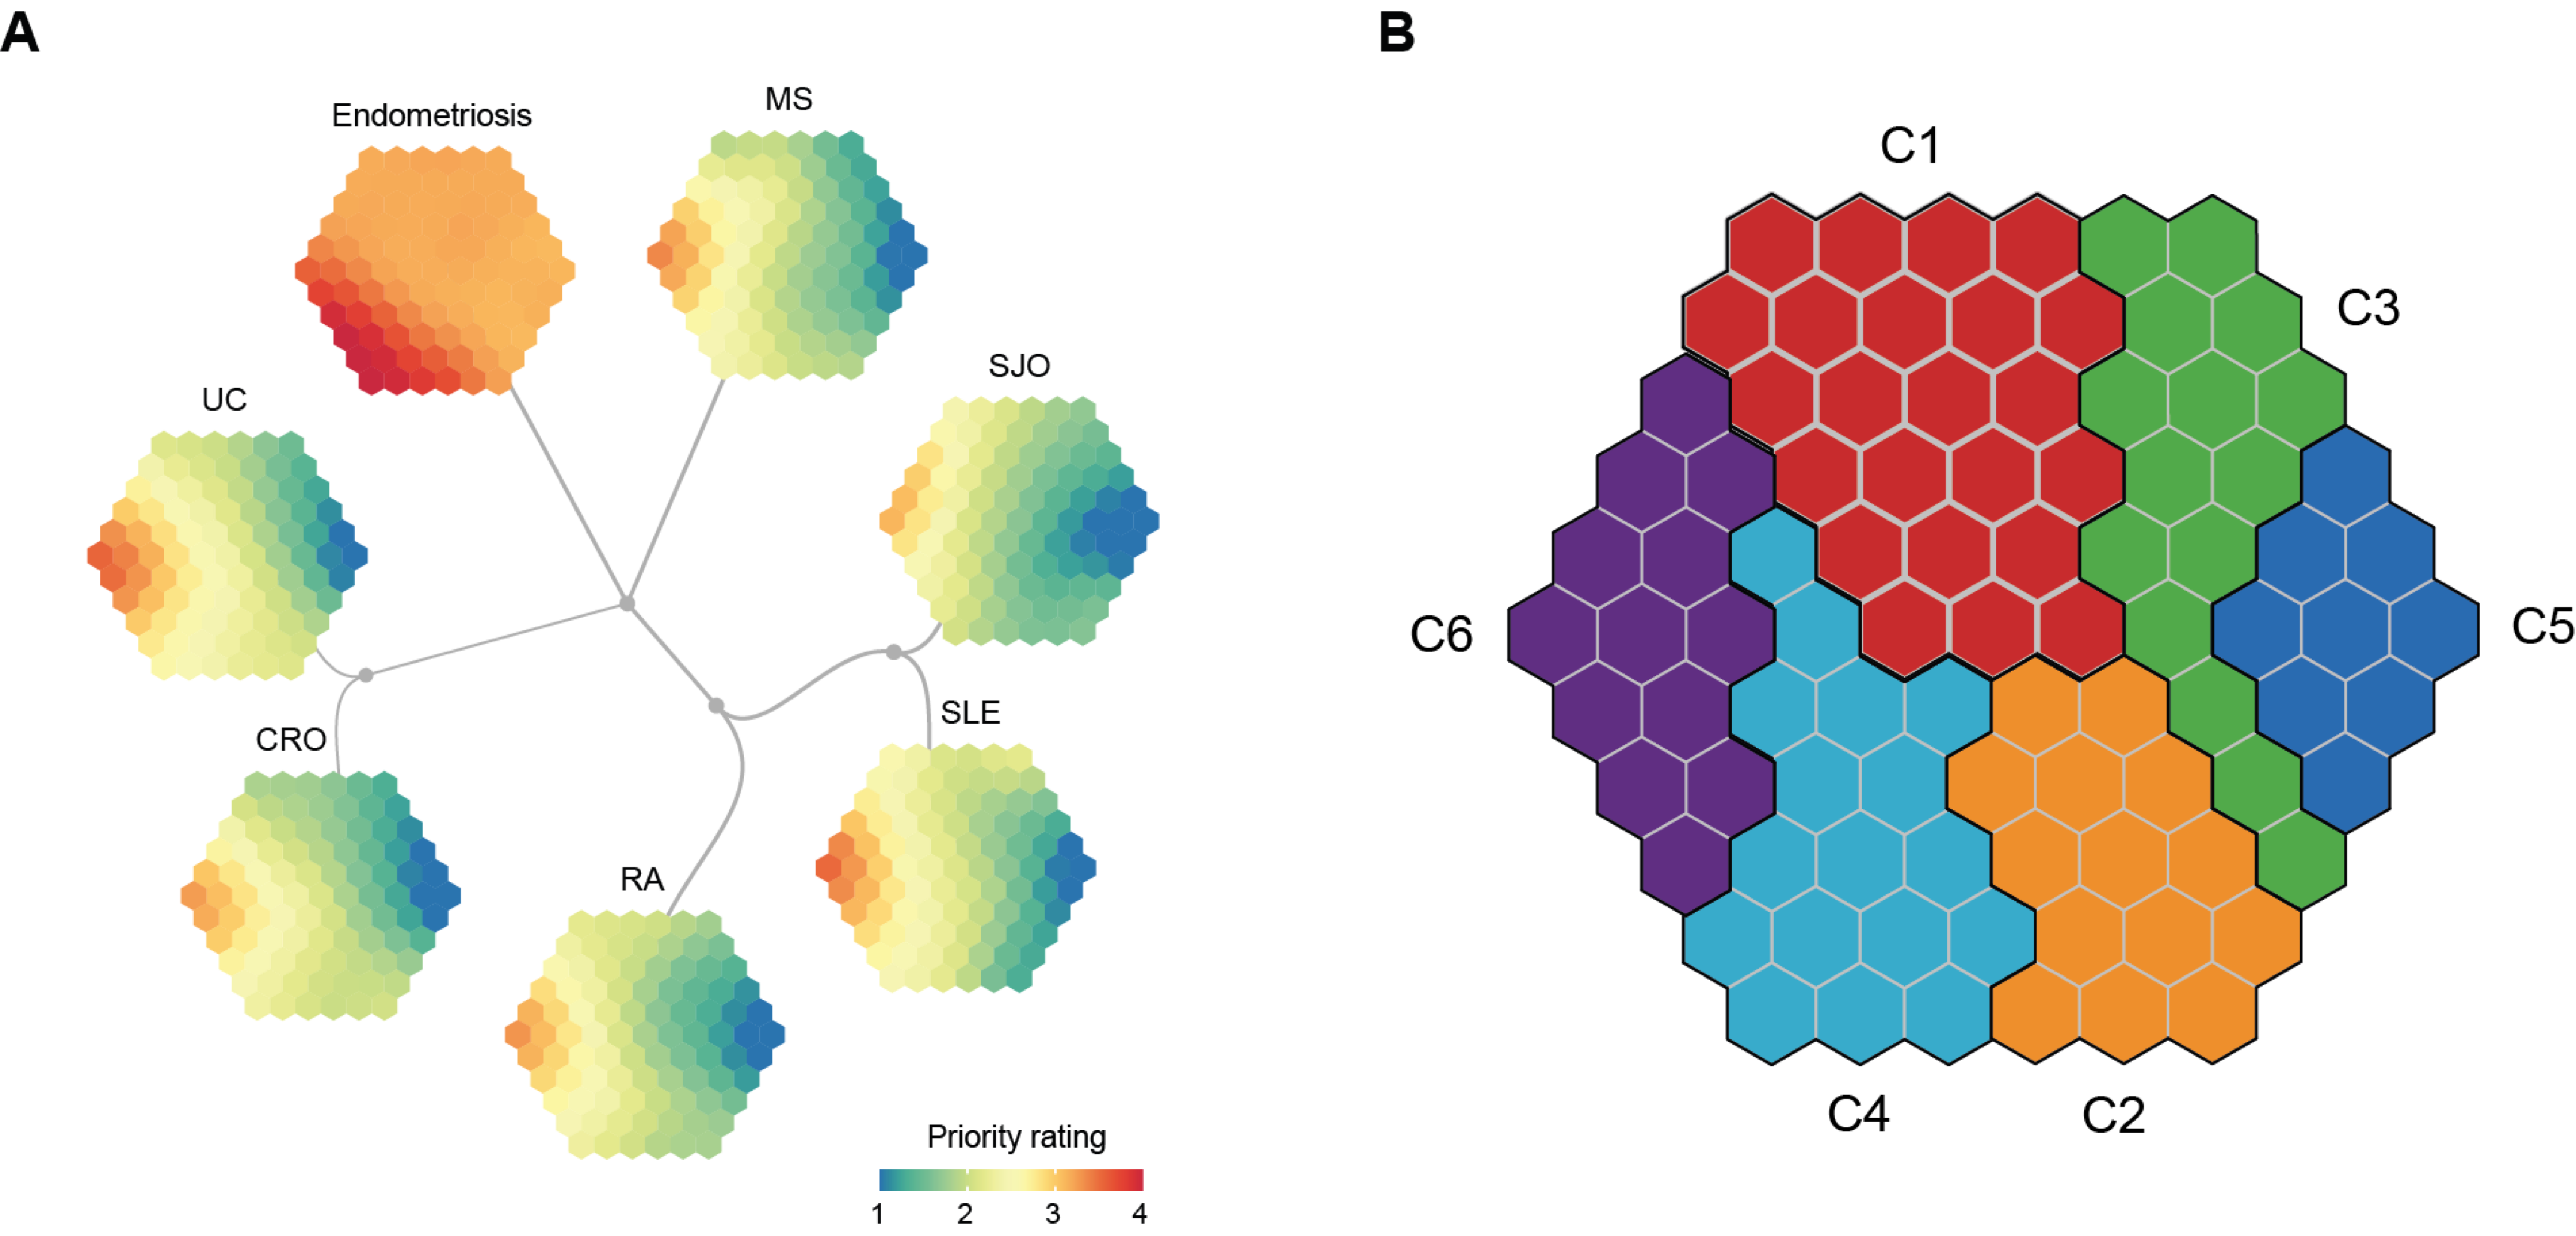 A
B
MS
Endometriosis
C1
C3
SJO
UC
C6
C5
SLE
CRO
RA
C4
C2
Priority rating
1 2 3 4